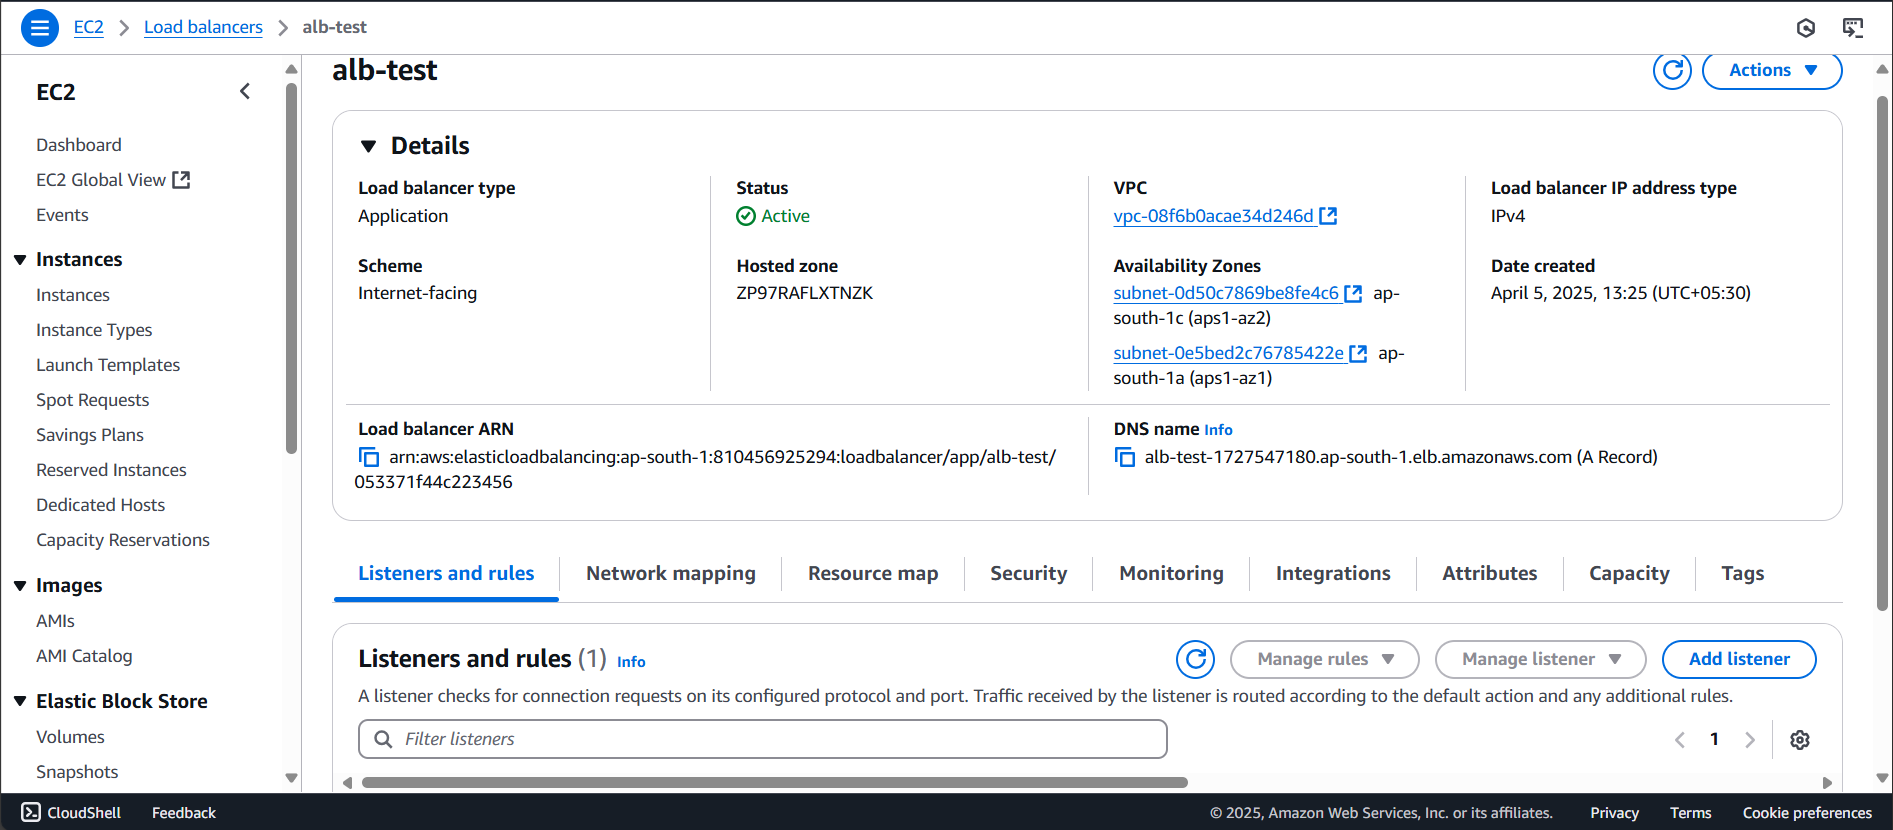 EC2 Load balancers alb-test
EC2
Dashboard
EC2 Global View
Events
Instances
Instances
Instance Types
Launch Templates
Spot Requests
Savings Plans
Reserved Instances
Dedicated Hosts
Capacity Reservations
Images
AMIs
AMI Catalog
Elastic Block Store
Volumes
Snapshots
alb-test
Actions
Details
Load balancer type
Application
Status
Active
VPC
vpc-08f6b0acae34d246d
Load balancer IP address type
IPv4
Scheme
Internet-facing
Hosted zone
ZP97RAFLXTNZK
Availability Zones
subnet-0d50c7869be8fe4c6 ap-
south-1c (aps1-az2)
subnet-0e5bed2c76785422e ap-
south-1a (aps1-az1)
Date created
April 5, 2025, 13:25 (UTC+05:30)
Load balancer ARN
arn:aws:elasticloadbalancing:ap-south-1:810456925294:loadbalancer/app/alb-test/
053371f44c223456
DNS name Info
alb-test-1727547180.ap-south-1.elb.amazonaws.com (A Record)
Listeners and rules Network mapping Resource map Security Monitoring Integrations Attributes Capacity Tags
Listeners and rules (1) Info
Manage rules Manage listener Add listener
A listener checks for connection requests on its configured protocol and port. Traffic received by the listener is routed according to the default action and any additional rules.
Filter listeners
1
CloudShell Feedback
© 2025, Amazon Web Services, Inc. or its affiliates. Privacy Terms Cookie preferences